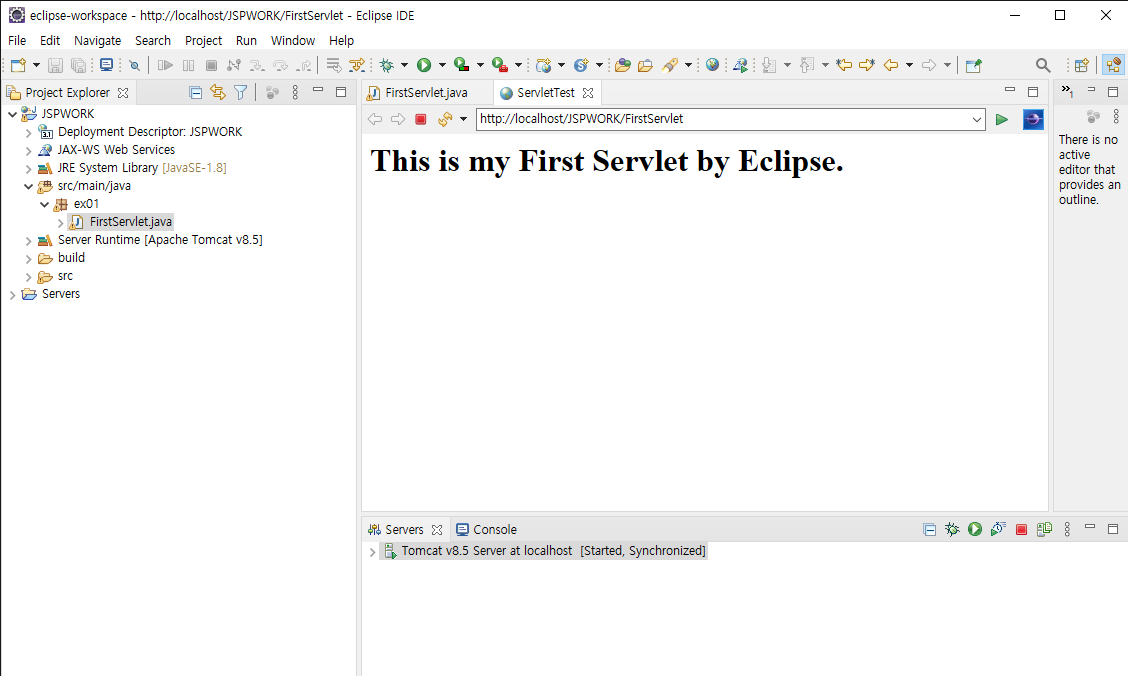 eclipse-workspace - http://localhost/JSPWORK/FirstServlet - Eclipse IDE
File Edit Navigate Search Project Run Window Help
Project Explorer
JSPWORK
3.1 Deployment Descriptor: JSPWORK
JAX-WS Web Services
JRE System Library [JavaSE-1.8]
src/main/java
ex01
FirstServlet.java
Server Runtime [Apache Tomcat v8.5]
build
src
Servers
FirstServlet.java ServletTest
http://localhost/JSPWORK/FirstServlet
This is my First Servlet by Eclipse.
»1
There is no
active
editor that
provides an
outline.
Servers Console
Tomcat v8.5 Server at localhost [Started, Synchronized]